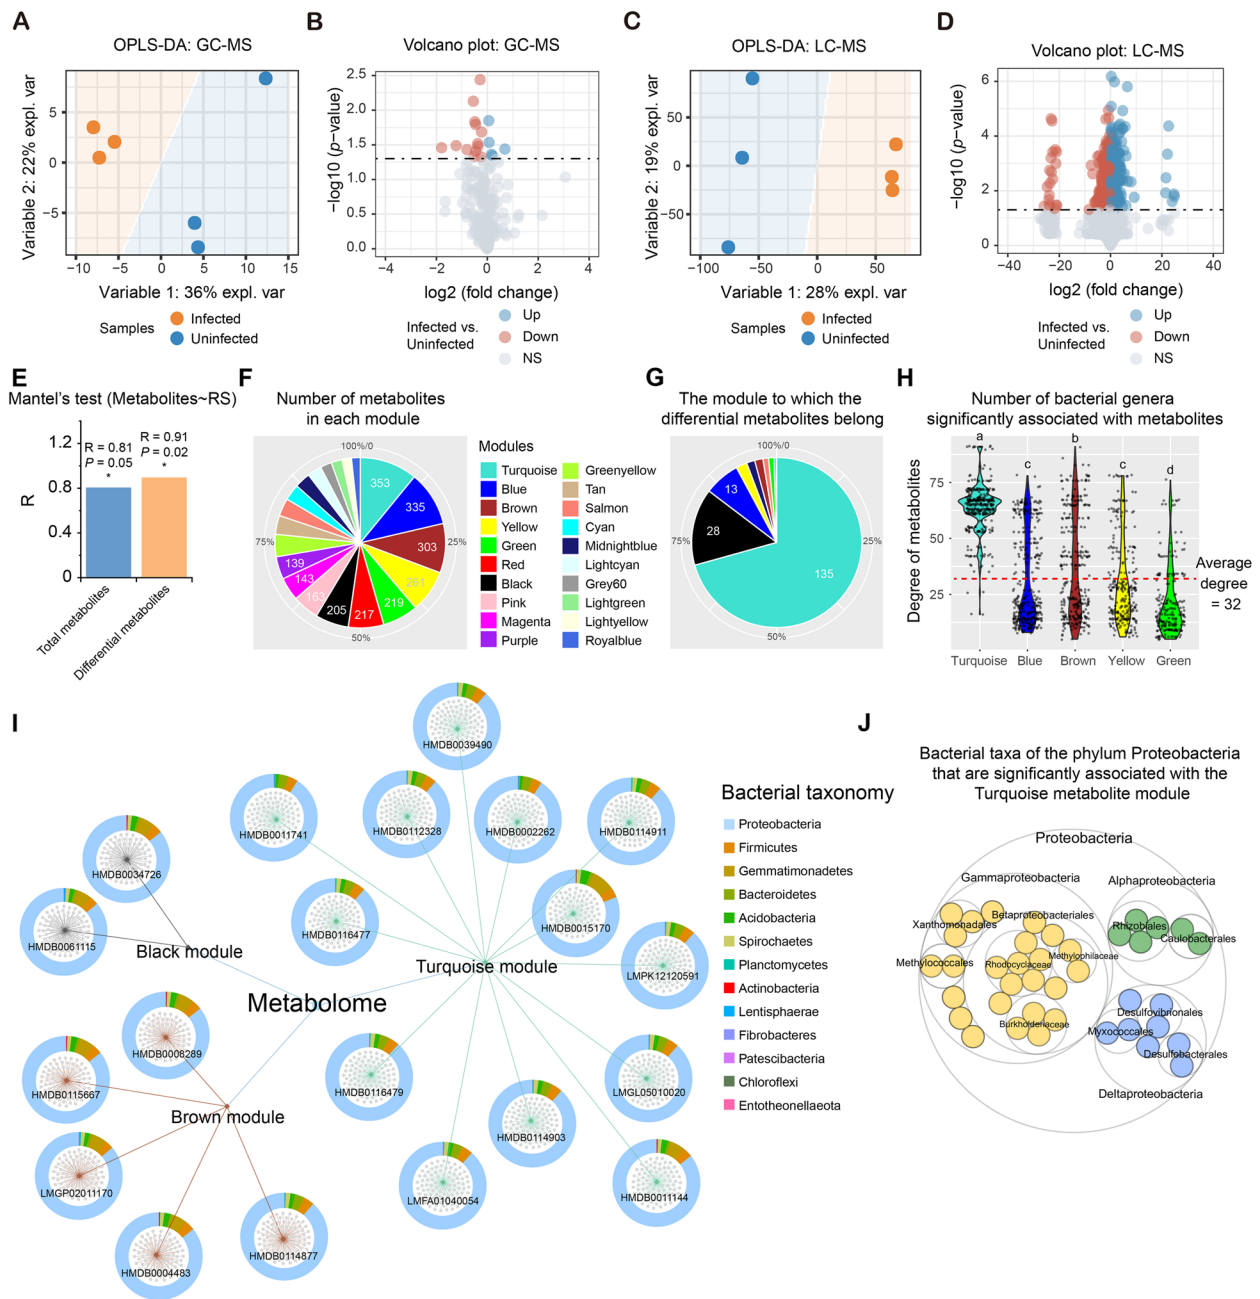 A
OPLS-DA: GC-MS
Variable 2: 22% expl. var
5
0
−5
−10
−5
0
5
10
15
Variable 1: 36% expl. var
Samples
Infected
Uninfected
B
Volcano plot: GC-MS
−log10 (p−value)
2.5
2.0
1.5
1.0
0.5
0.0
−4
−2
0
2
4
log2 (fold change)
Infected vs.
Uninfected
Up
Down
NS
C
OPLS-DA: LC-MS
Variable 2: 19% expl. var
50
0
−50
−100
−50
0
50
Variable 1: 28% expl. var
Samples
Infected
Uninfected
D
Volcano plot: LC-MS
−log10 (p−value)
6
4
2
0
−40
−20
0
20
40
log2 (fold change)
Infected vs.
Uninfected
Up
Down
NS
E
Mantel's test (Metabolites~RS)
R
1.2
0.8
0.4
0
R = 0.81
P = 0.05
*
R = 0.91
P = 0.02
*
Total metabolites
Differential metabolites
F
Number of metabolites
in each module
100%/0
25%
50%
75%
353
335
303
261
219
217
205
163
143
139
Modules
Turquoise
Blue
Brown
Yellow
Green
Red
Black
Pink
Magenta
Purple
Greenyellow
Tan
Salmon
Cyan
Midnightblue
Lightcyan
Grey60
Lightgreen
Lightyellow
Royalblue
G
The module to which the
differential metabolites belong
100%/0
25%
50%
75%
135
28
13
H
Number of bacterial genera
significantly associated with metabolites
Degree of metabolites
75
50
25
a
c
b
c
d
Average
degree
= 32
Turquoise
Blue
Brown
Yellow
Green
I
HMDB0039490
HMDB0011741
HMDB0112328
HMDB0002262
HMDB0114911
HMDB0034726
HMDB0061115
HMDB0116477
HMDB0015170
LMPK12120591
Black module
Turquoise module
Metabolome
HMDB0008289
HMDB0115667
HMDB0116479
LMGL05010020
Brown module
HMDB0114903
LMGP02011170
LMFA01040054
HMDB0011144
HMDB0114877
HMDB0004483
Bacterial taxonomy
Proteobacteria
Firmicutes
Gemmatimonadetes
Bacteroidetes
Acidobacteria
Spirochaetes
Planctomycetes
Actinobacteria
Lentisphaerae
Fibrobacteres
Patescibacteria
Chloroflexi
Entotheonellaeota
J
Bacterial taxa of the phylum Proteobacteria
that are significantly associated with the
Turquoise metabolite module
Proteobacteria
Gammaproteobacteria
Alphaproteobacteria
Xanthomonadales
Betaproteobacteriales
Rhizobiales
Caulobacterales
Methylococcales
Rhodocyclaceae
Methylophilaceae
Burkholderiaceae
Desulfovibrionales
Myxococcales
Desulfobacterales
Deltaproteobacteria